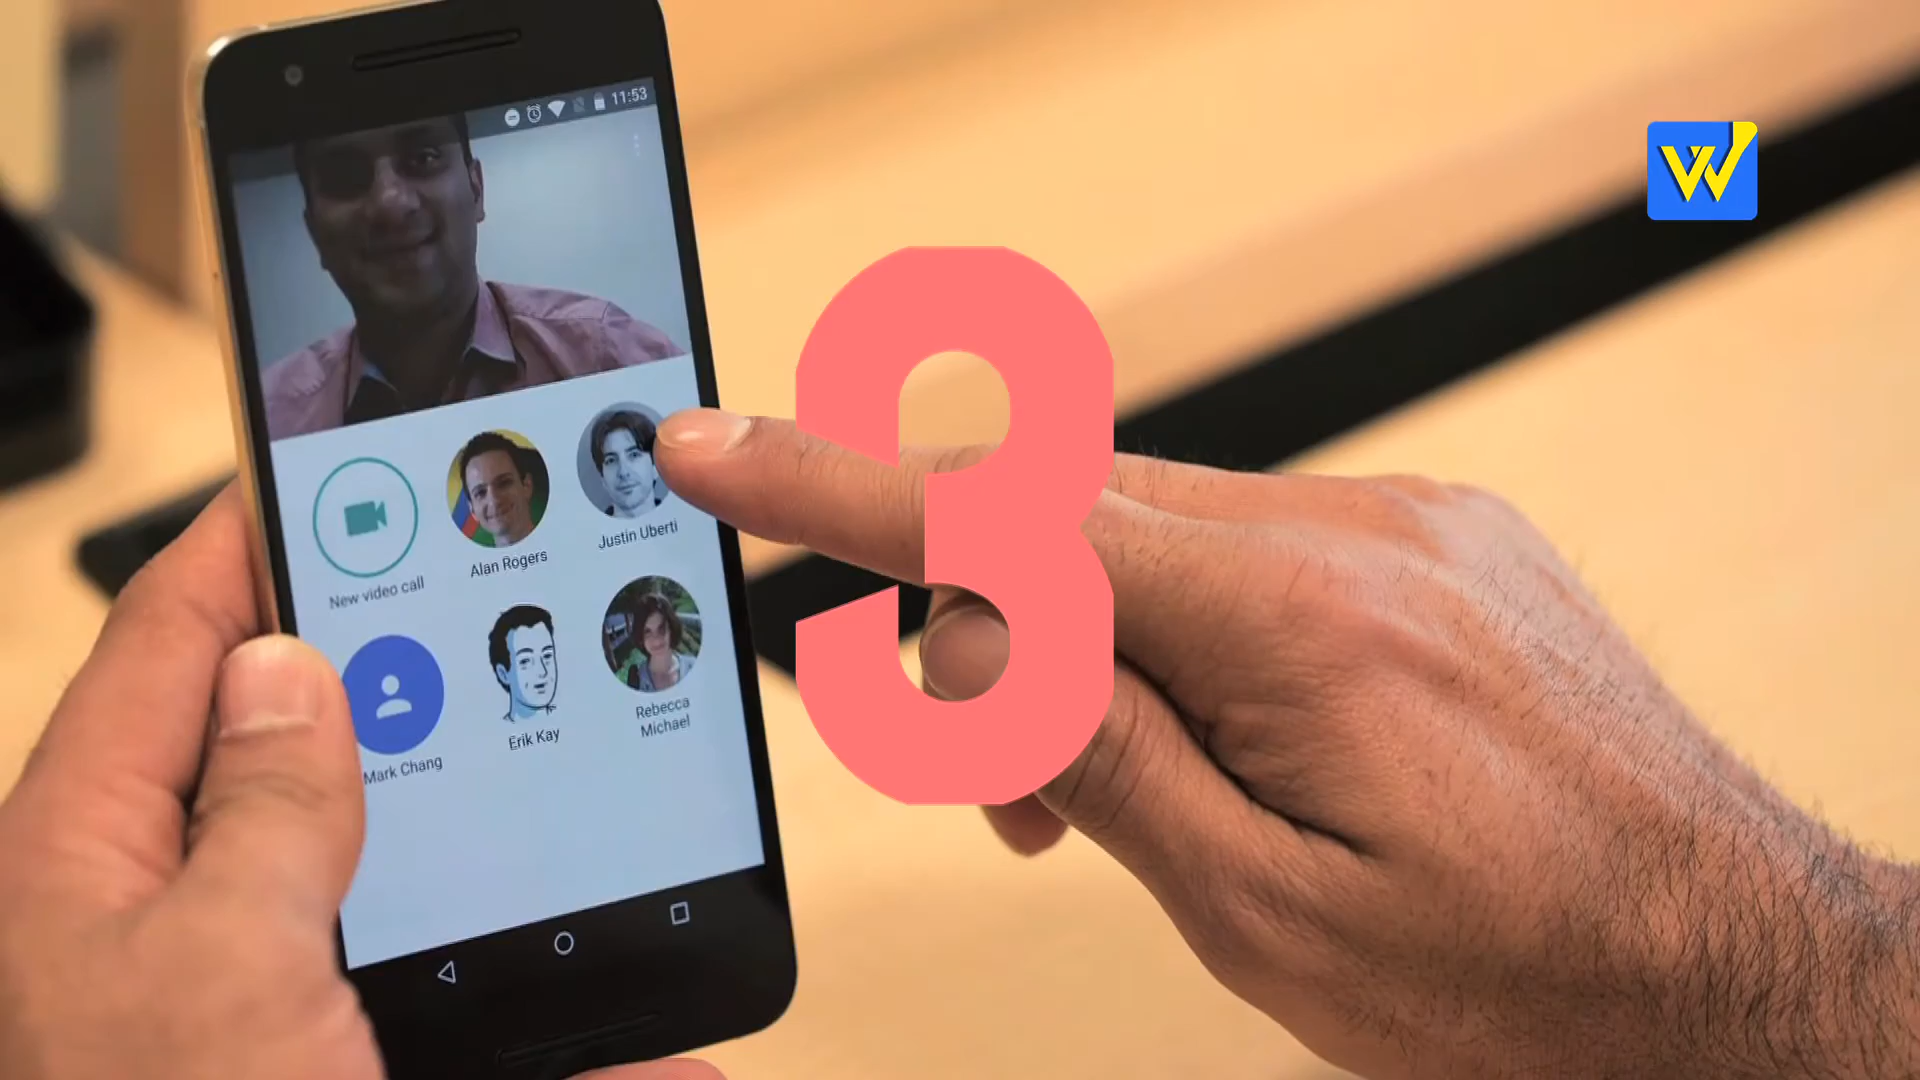 11:53
3
W
New video call
Alan Rogers
Justin Uberti
Mark Chang
Erik Kay
Rebecca
Michael